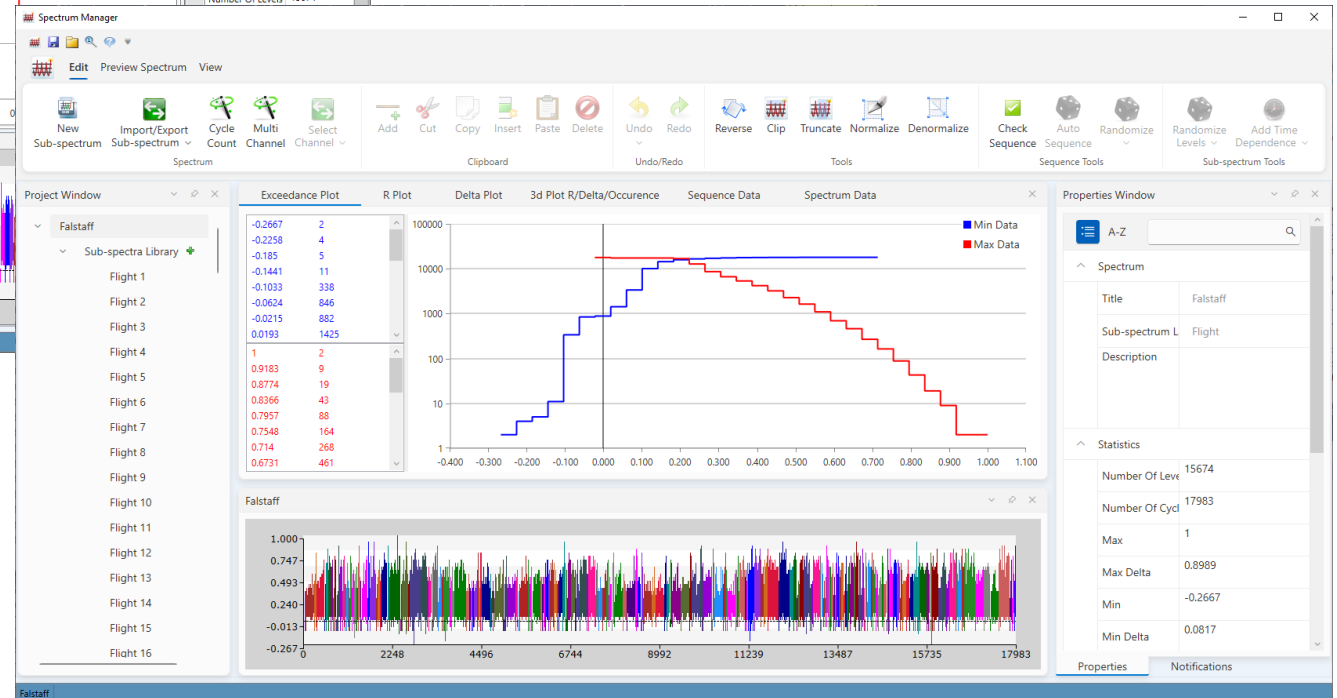 Number Of Levels 15674
Spectrum Manager
Edit Preview Spectrum View
New Sub-spectrum
Import/Export Sub-spectrum
Cycle Count
Multi Channel
Select Channel
Spectrum
Add Cut Copy Insert Paste Delete
Clipboard
Undo Redo
Undo/Redo
Reverse Clip Truncate Normalize Denormalize
Tools
Check Sequence
Auto Sequence
Randomize
Sequence Tools
Randomize Levels
Add Time Dependence
Sub-spectrum Tools
Project Window
Falstaff
Sub-spectra Library
Flight 1
Flight 2
Flight 3
Flight 4
Flight 5
Flight 6
Flight 7
Flight 8
Flight 9
Flight 10
Flight 11
Flight 12
Flight 13
Flight 14
Flight 15
Flight 16
Exceedance Plot R Plot Delta Plot 3d Plot R/Delta/Occurence Sequence Data Spectrum Data
-0.2667 2
-0.2258 4
-0.185 5
-0.1441 11
-0.1033 338
-0.0624 846
-0.0215 882
0.0193 1425
1 2
0.9183 9
0.8774 19
0.8366 43
0.7957 88
0.7548 164
0.714 268
0.6731 461
100000
10000
1000
100
10
1
-0.400 -0.300 -0.200 -0.100 0.000 0.100 0.200 0.300 0.400 0.500 0.600 0.700 0.800 0.900 1.000 1.100
Min Data
Max Data
Falstaff
1.000
0.747
0.493
0.240
-0.013
-0.267
0 2248 4496 6744 8992 11239 13487 15735 17983
Properties Window
A-Z
Spectrum
Title Falstaff
Sub-spectrum L Flight
Description
Statistics
Number Of Leve 15674
Number Of Cycl 17983
Max 1
Max Delta 0.8989
Min -0.2667
Min Delta 0.0817
Properties Notifications
Falstaff